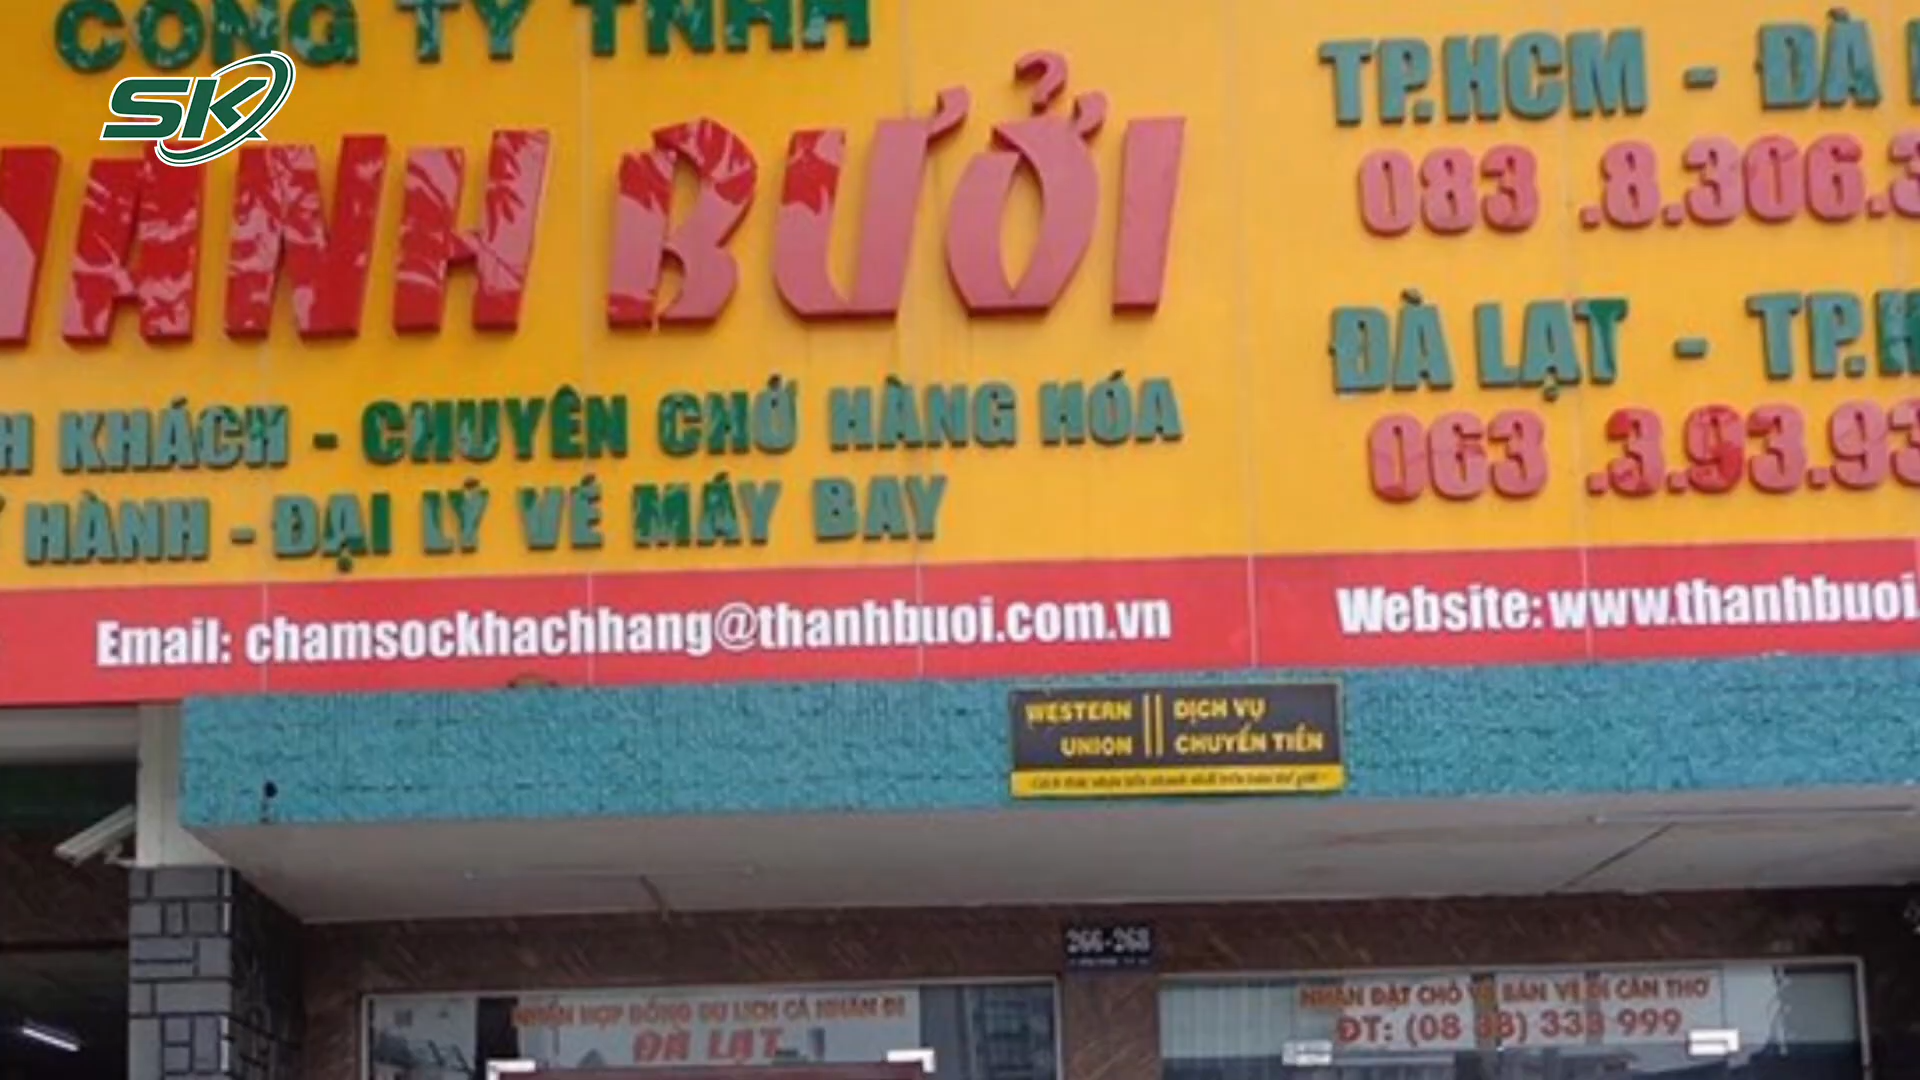 CÔNG TY TNHH
SK
HANH BƯỞI
H KHÁCH - CHUYÊN CHỞ HÀNG HÓA
HÀNH - ĐẠI LÝ VÉ MÁY BAY
TP.HCM - ĐÀ
083 .8.306.3
ĐÀ LẠT - TP.H
063 .3.93.93
Email: chamsockhachhang@thanhbuoi.com.vn
Website: www.thanhbuoi.
WESTERN UNION
DỊCH VỤ CHUYỂN TIỀN
266-268
NHẬN HỢP ĐỒNG DU LỊCH CÁ NHÂN ĐI
ĐÀ LẠT
NHẬN ĐẶT CHỖ VÀ BÁN VÉ ĐI CẦN THƠ
ĐT: (08 38) 333 999